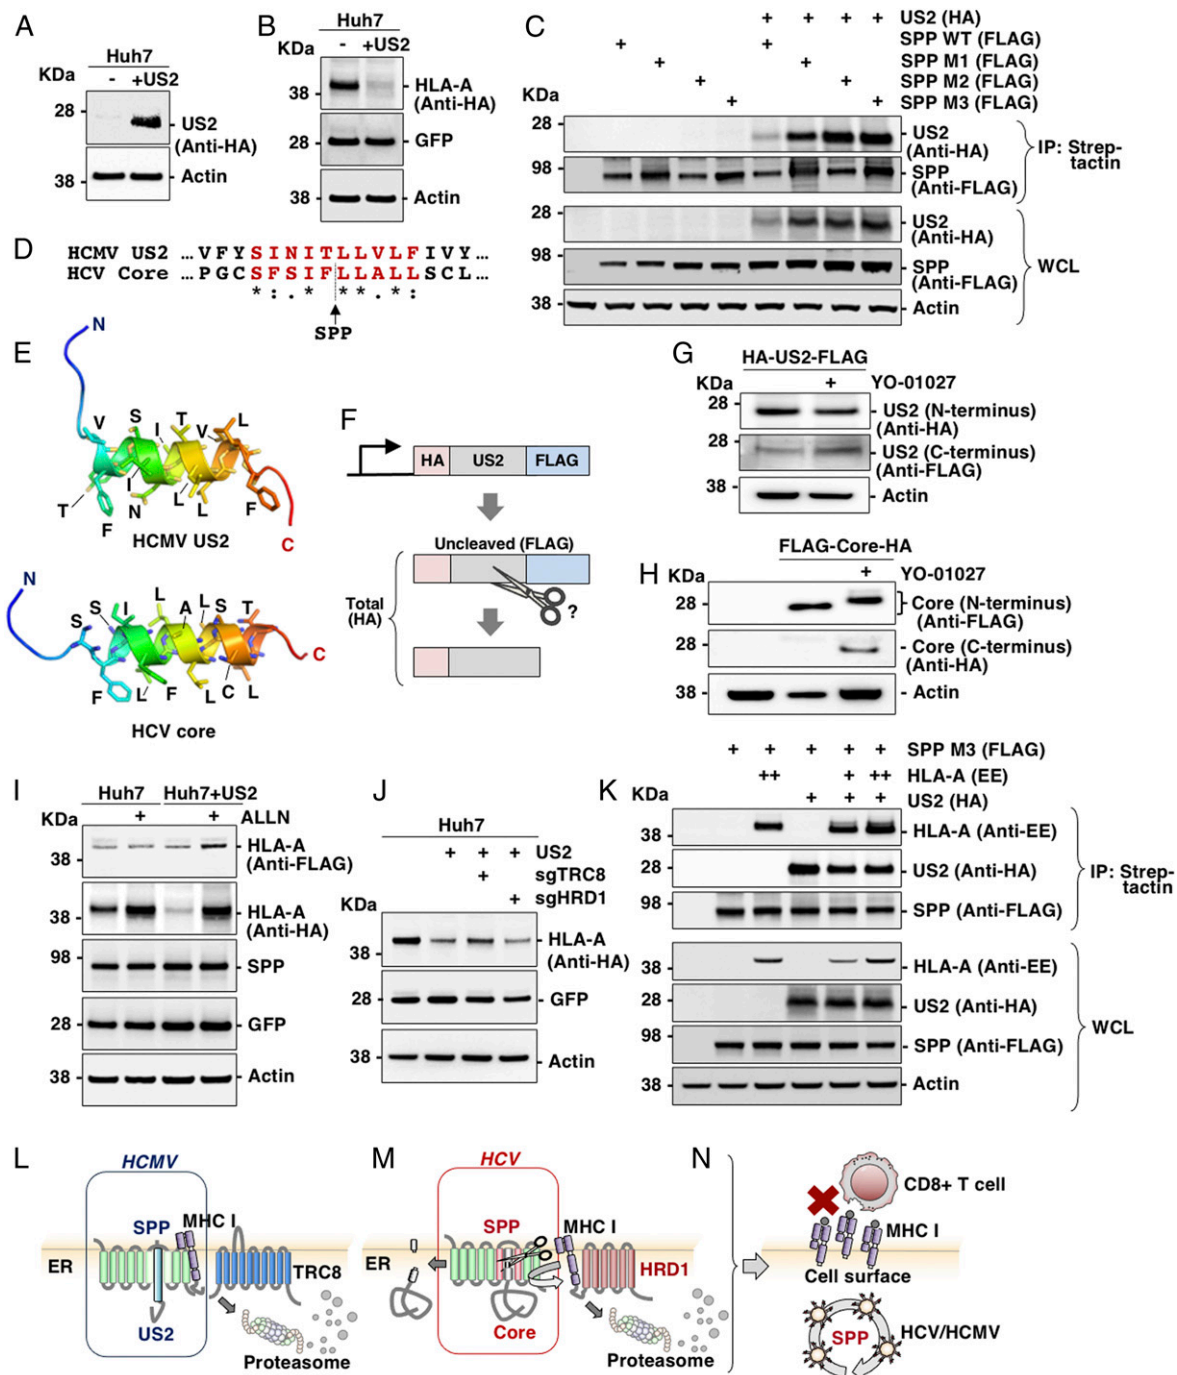 A
Huh7
KDa
- +US2
28
US2
(Anti-HA)
38
Actin
B
Huh7
KDa
- +US2
38
HLA-A
(Anti-HA)
28
GFP
38
Actin
C
+ + + + US2 (HA)
+ + SPP WT (FLAG)
+ + SPP M1 (FLAG)
+ + SPP M2 (FLAG)
+ + SPP M3 (FLAG)
KDa
28
US2
(Anti-HA)
98
SPP
(Anti-FLAG)
IP: Strep-
tactin
28
US2
(Anti-HA)
98
SPP
(Anti-FLAG)
38
Actin
WCL
D
HCMV US2 ...VFYSINITLLVLFIVY...
HCV Core ...PGCSFSIFLLALLSCL...
* : . * * * . * :
SPP
E
N
V S I T V L
T F I N L L F
HCMV US2
C
N
S S I L A L S T
F L F L C L
C
HCV core
F
HA US2 FLAG
Uncleaved (FLAG)
Total
(HA)
?
G
HA-US2-FLAG
KDa + YO-01027
28
US2 (N-terminus)
(Anti-HA)
28
US2 (C-terminus)
(Anti-FLAG)
38
Actin
H
FLAG-Core-HA
KDa + YO-01027
28
Core (N-terminus)
(Anti-FLAG)
28
Core (C-terminus)
(Anti-HA)
38
Actin
I
Huh7 Huh7+US2
KDa + + ALLN
38
HLA-A
(Anti-FLAG)
38
HLA-A
(Anti-HA)
98
SPP
28
GFP
38
Actin
J
Huh7
+ + + US2
+ sgTRC8
+ sgHRD1
KDa
38
HLA-A
(Anti-HA)
28
GFP
38
Actin
K
+ ++ + + + SPP M3 (FLAG)
++ + ++ HLA-A (EE)
+ + + US2 (HA)
KDa
38
HLA-A (Anti-EE)
28
US2 (Anti-HA)
98
SPP (Anti-FLAG)
IP: Strep-
tactin
38
HLA-A (Anti-EE)
28
US2 (Anti-HA)
98
SPP (Anti-FLAG)
38
Actin
WCL
L
HCMV
SPP
MHC I
ER
TRC8
US2
Proteasome
M
HCV
SPP
MHC I
ER
HRD1
Core
Proteasome
N
CD8+ T cell
MHC I
Cell surface
SPP
HCV/HCMV